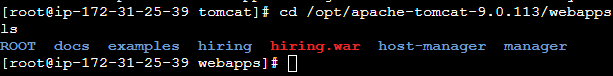 [root@ip-172-31-25-39 tomcat]# cd /opt/apache-tomcat-9.0.113/webapps
ls
ROOT docs examples hiring hiring.war host-manager manager
[root@ip-172-31-25-39 webapps]#